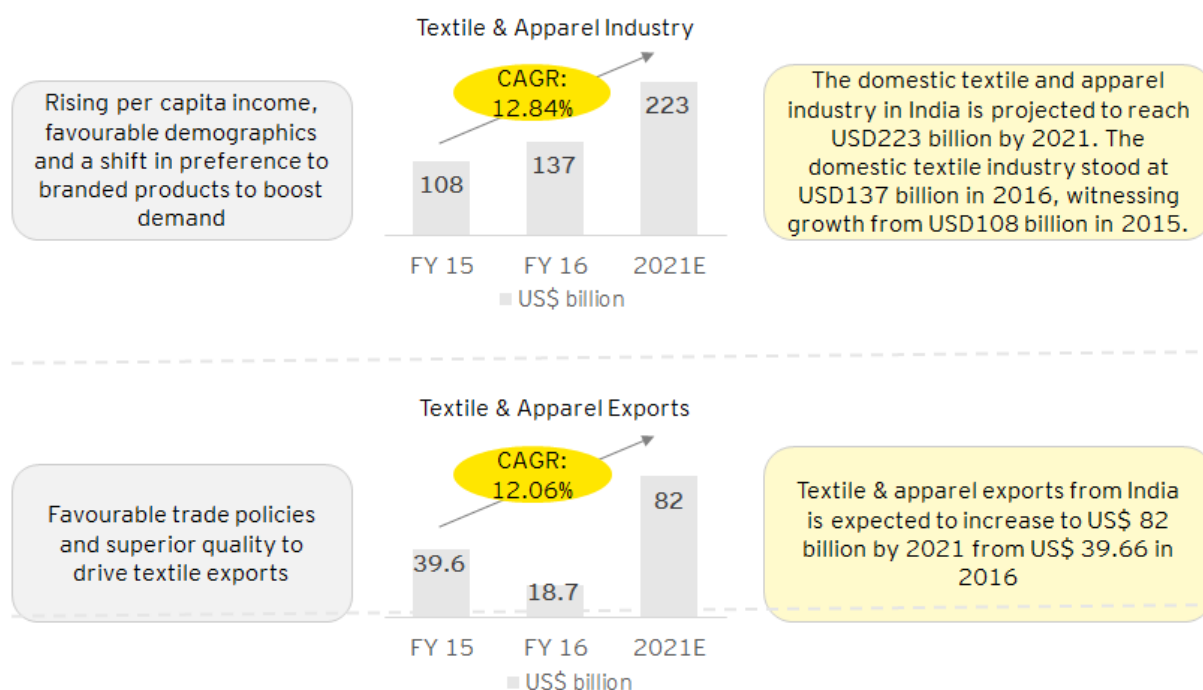 Textile & Apparel Industry
Rising per capita income,
favourable demographics
and a shift in preference to
branded products to boost
demand
CAGR:
12.84%
108
137
223
FY 15
FY 16
2021E
US$ billion
The domestic textile and apparel
industry in India is projected to reach
USD223 billion by 2021. The
domestic textile industry stood at
USD137 billion in 2016, witnessing
growth from USD108 billion in 2015.
Textile & Apparel Exports
Favourable trade policies
and superior quality to
drive textile exports
CAGR:
12.06%
39.6
18.7
82
FY 15
FY 16
2021E
US$ billion
Textile & apparel exports from India
is expected to increase to US$ 82
billion by 2021 from US$ 39.66 in
2016